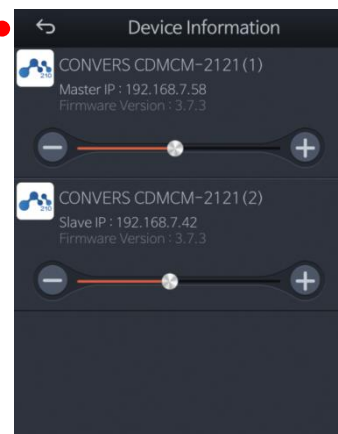 Device Information
CONVERS CDMCM-2121(1)
Master IP : 192.168.7.58
Firmware Version : 3.7.3
CONVERS CDMCM-2121(2)
Slave IP : 192.168.7.42
Firmware Version : 3.7.3